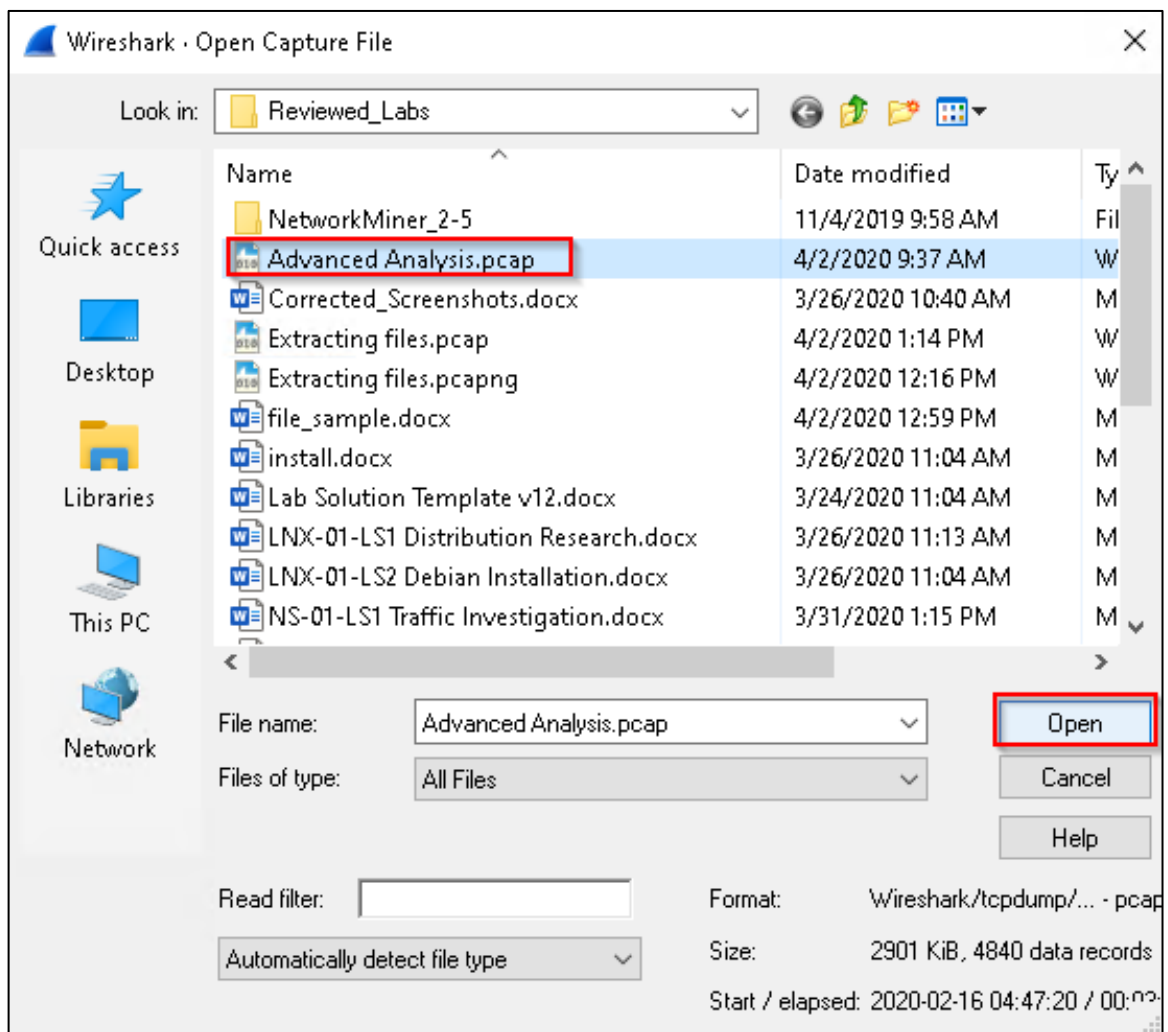 Wireshark · Open Capture File
Look in: Reviewed_Labs
Name Date modified Ty
NetworkMiner_2-5 11/4/2019 9:58 AM Fil
Advanced Analysis.pcap 4/2/2020 9:37 AM W
Corrected_Screenshots.docx 3/26/2020 10:40 AM M
Extracting files.pcap 4/2/2020 1:14 PM W
Extracting files.pcapng 4/2/2020 12:16 PM W
file_sample.docx 4/2/2020 12:59 PM M
install.docx 3/26/2020 11:04 AM M
Lab Solution Template v12.docx 3/24/2020 11:04 AM M
LNX-01-LS1 Distribution Research.docx 3/26/2020 11:13 AM M
LNX-01-LS2 Debian Installation.docx 3/26/2020 11:04 AM M
NS-01-LS1 Traffic Investigation.docx 3/31/2020 1:15 PM M
Quick access
Desktop
Libraries
This PC
Network
File name: Advanced Analysis.pcap Open
Files of type: All Files Cancel
Help
Read filter:
Format: Wireshark/tcpdump/... - pcap
Automatically detect file type
Size: 2901 KiB, 4840 data records
Start / elapsed: 2020-02-16 04:47:20 / 00: